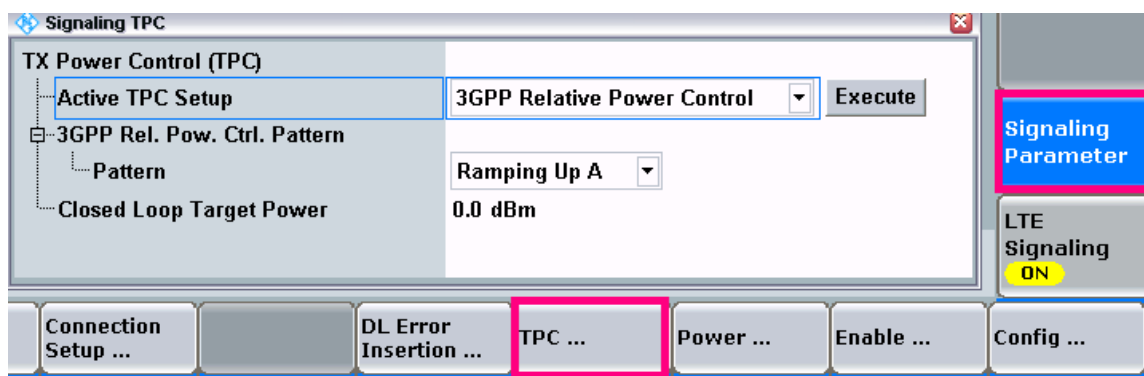 Signaling TPC
TX Power Control (TPC)
Active TPC Setup 3GPP Relative Power Control Execute
3GPP Rel. Pow. Ctrl. Pattern
Pattern Ramping Up A
Closed Loop Target Power 0.0 dBm
Signaling
Parameter
LTE
Signaling
ON
Connection
Setup ...
DL Error
Insertion ...
TPC ...
Power ...
Enable ...
Config ...